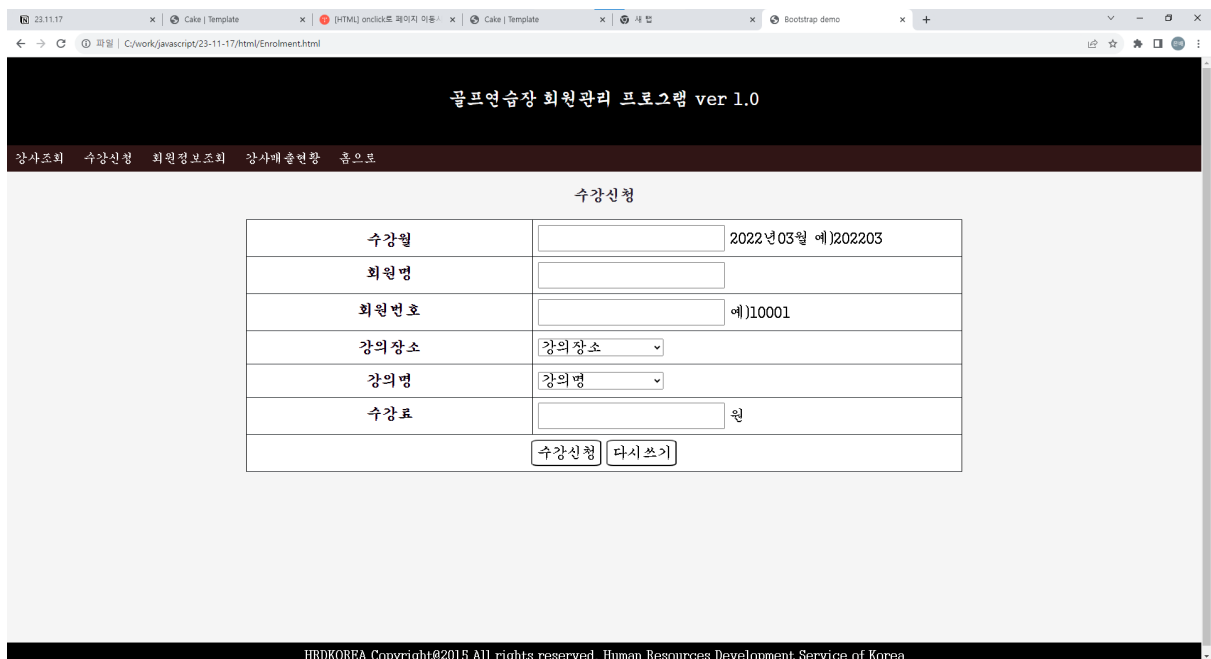 23.11.17
Cake | Template
[HTML] onclick로 페이지 이동
Cake | Template
새 탭
Bootstrap demo
파일 | C:/work/javascript/23-11-17/html/Enrolment.html
골프연습장 회원관리 프로그램 ver 1.0
강사조회 수강신청 회원정보조회 강사매출현황 홈으로
수강신청
수강월 2022년03월 예)202203
회원명
회원번호 예)10001
강의장소 강의장소
강의명 강의명
수강료 원
수강신청 다시쓰기
HRDKOREA Copyright@2015 All rights reserved. Human Resources Development Service of Korea